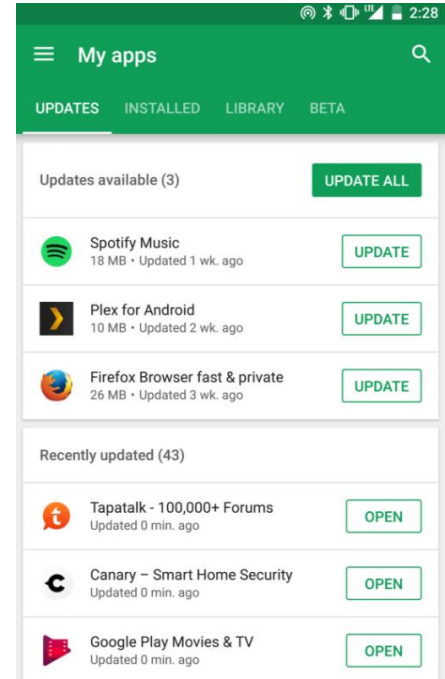 LTE 2:28
My apps
UPDATES INSTALLED LIBRARY BETA
Updates available (3) UPDATE ALL
Spotify Music
18 MB • Updated 1 wk. ago
UPDATE
Plex for Android
10 MB • Updated 2 wk. ago
UPDATE
Firefox Browser fast & private
26 MB • Updated 3 wk. ago
UPDATE
Recently updated (43)
Tapatalk - 100,000+ Forums
Updated 0 min. ago
OPEN
Canary – Smart Home Security
Updated 0 min. ago
OPEN
Google Play Movies & TV
Updated 0 min. ago
OPEN